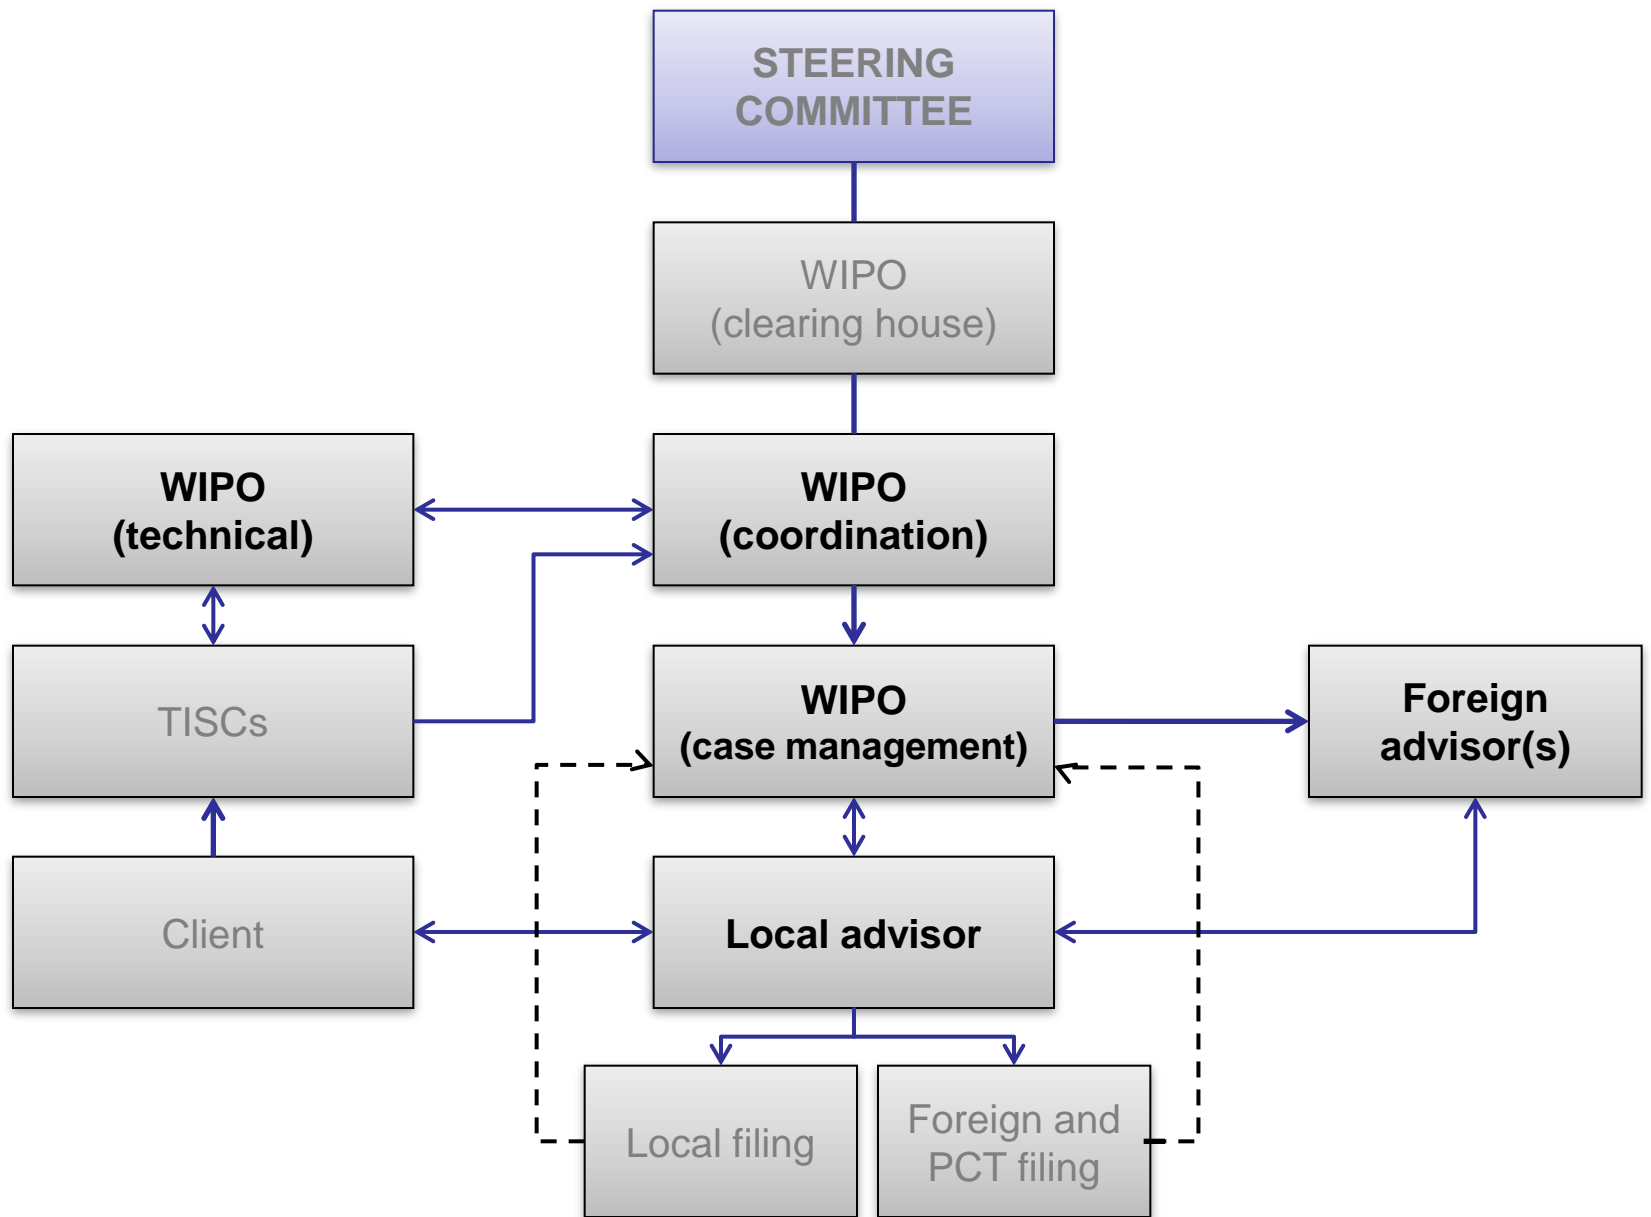 STEERING
COMMITTEE
WIPO
(clearing house)
WIPO
(technical)
WIPO
(coordination)
TISCs
WIPO
(case management)
Foreign
advisor(s)
Client
Local advisor
Local filing
Foreign and
PCT filing